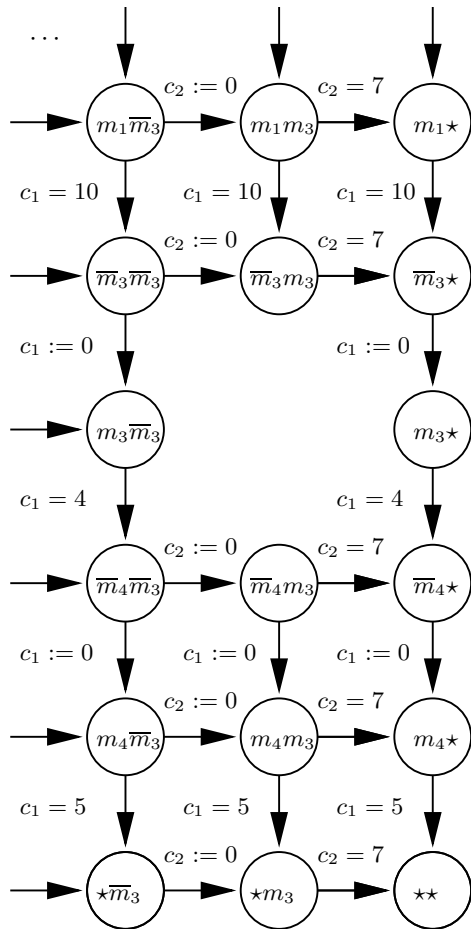 ...
c₂ := 0 c₂ = 7
m₁m̅₃ m₁m₃ m₁⋆
c₁ = 10 c₁ = 10 c₁ = 10
c₂ := 0 c₂ = 7
m̅₃m̅₃ m̅₃m₃ m̅₃⋆
c₁ := 0 c₁ := 0
m₃m̅₃ m₃⋆
c₁ = 4 c₁ = 4
c₂ := 0 c₂ = 7
m̅₄m̅₃ m̅₄m₃ m̅₄⋆
c₁ := 0 c₁ := 0 c₁ := 0
c₂ := 0 c₂ = 7
m₄m̅₃ m₄m₃ m₄⋆
c₁ = 5 c₁ = 5 c₁ = 5
c₂ := 0 c₂ = 7
⋆m̅₃ ⋆m₃ ⋆⋆